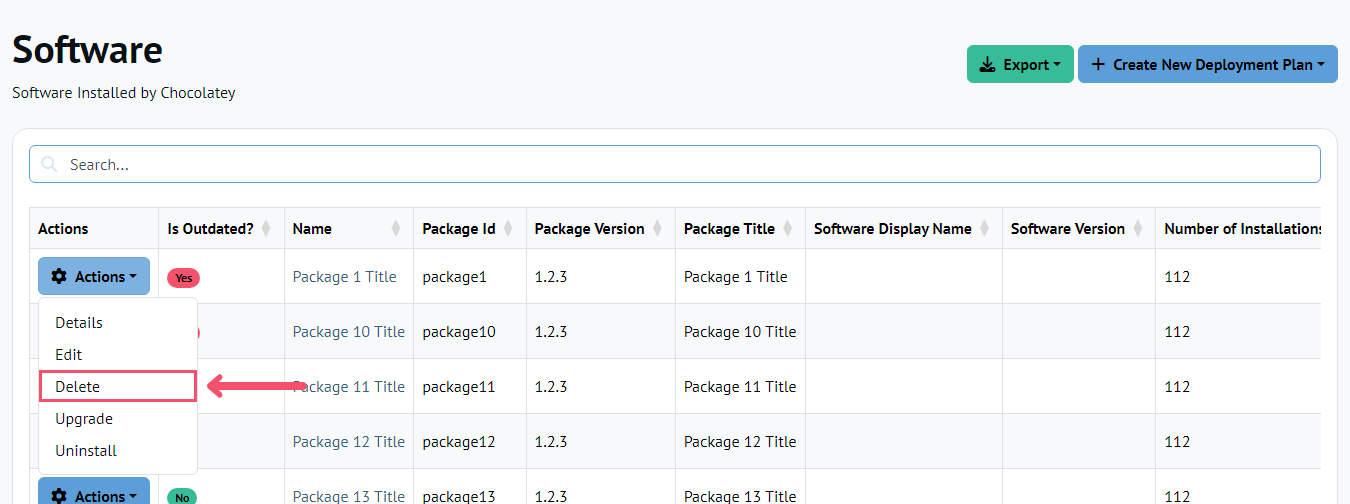 Software
Export
Create New Deployment Plan
Software Installed by Chocolatey
Search...
Actions Is Outdated? Name Package Id Package Version Package Title Software Display Name Software Version Number of Installations
Actions Yes Package 1 Title package1 1.2.3 Package 1 Title 112
Details
Package 10 Title package10 1.2.3 Package 10 Title 112
Edit
Delete Package 11 Title package11 1.2.3 Package 11 Title 112
Upgrade
Package 12 Title package12 1.2.3 Package 12 Title 112
Uninstall
Actions No Package 13 Title package13 1.2.3 Package 13 Title 112